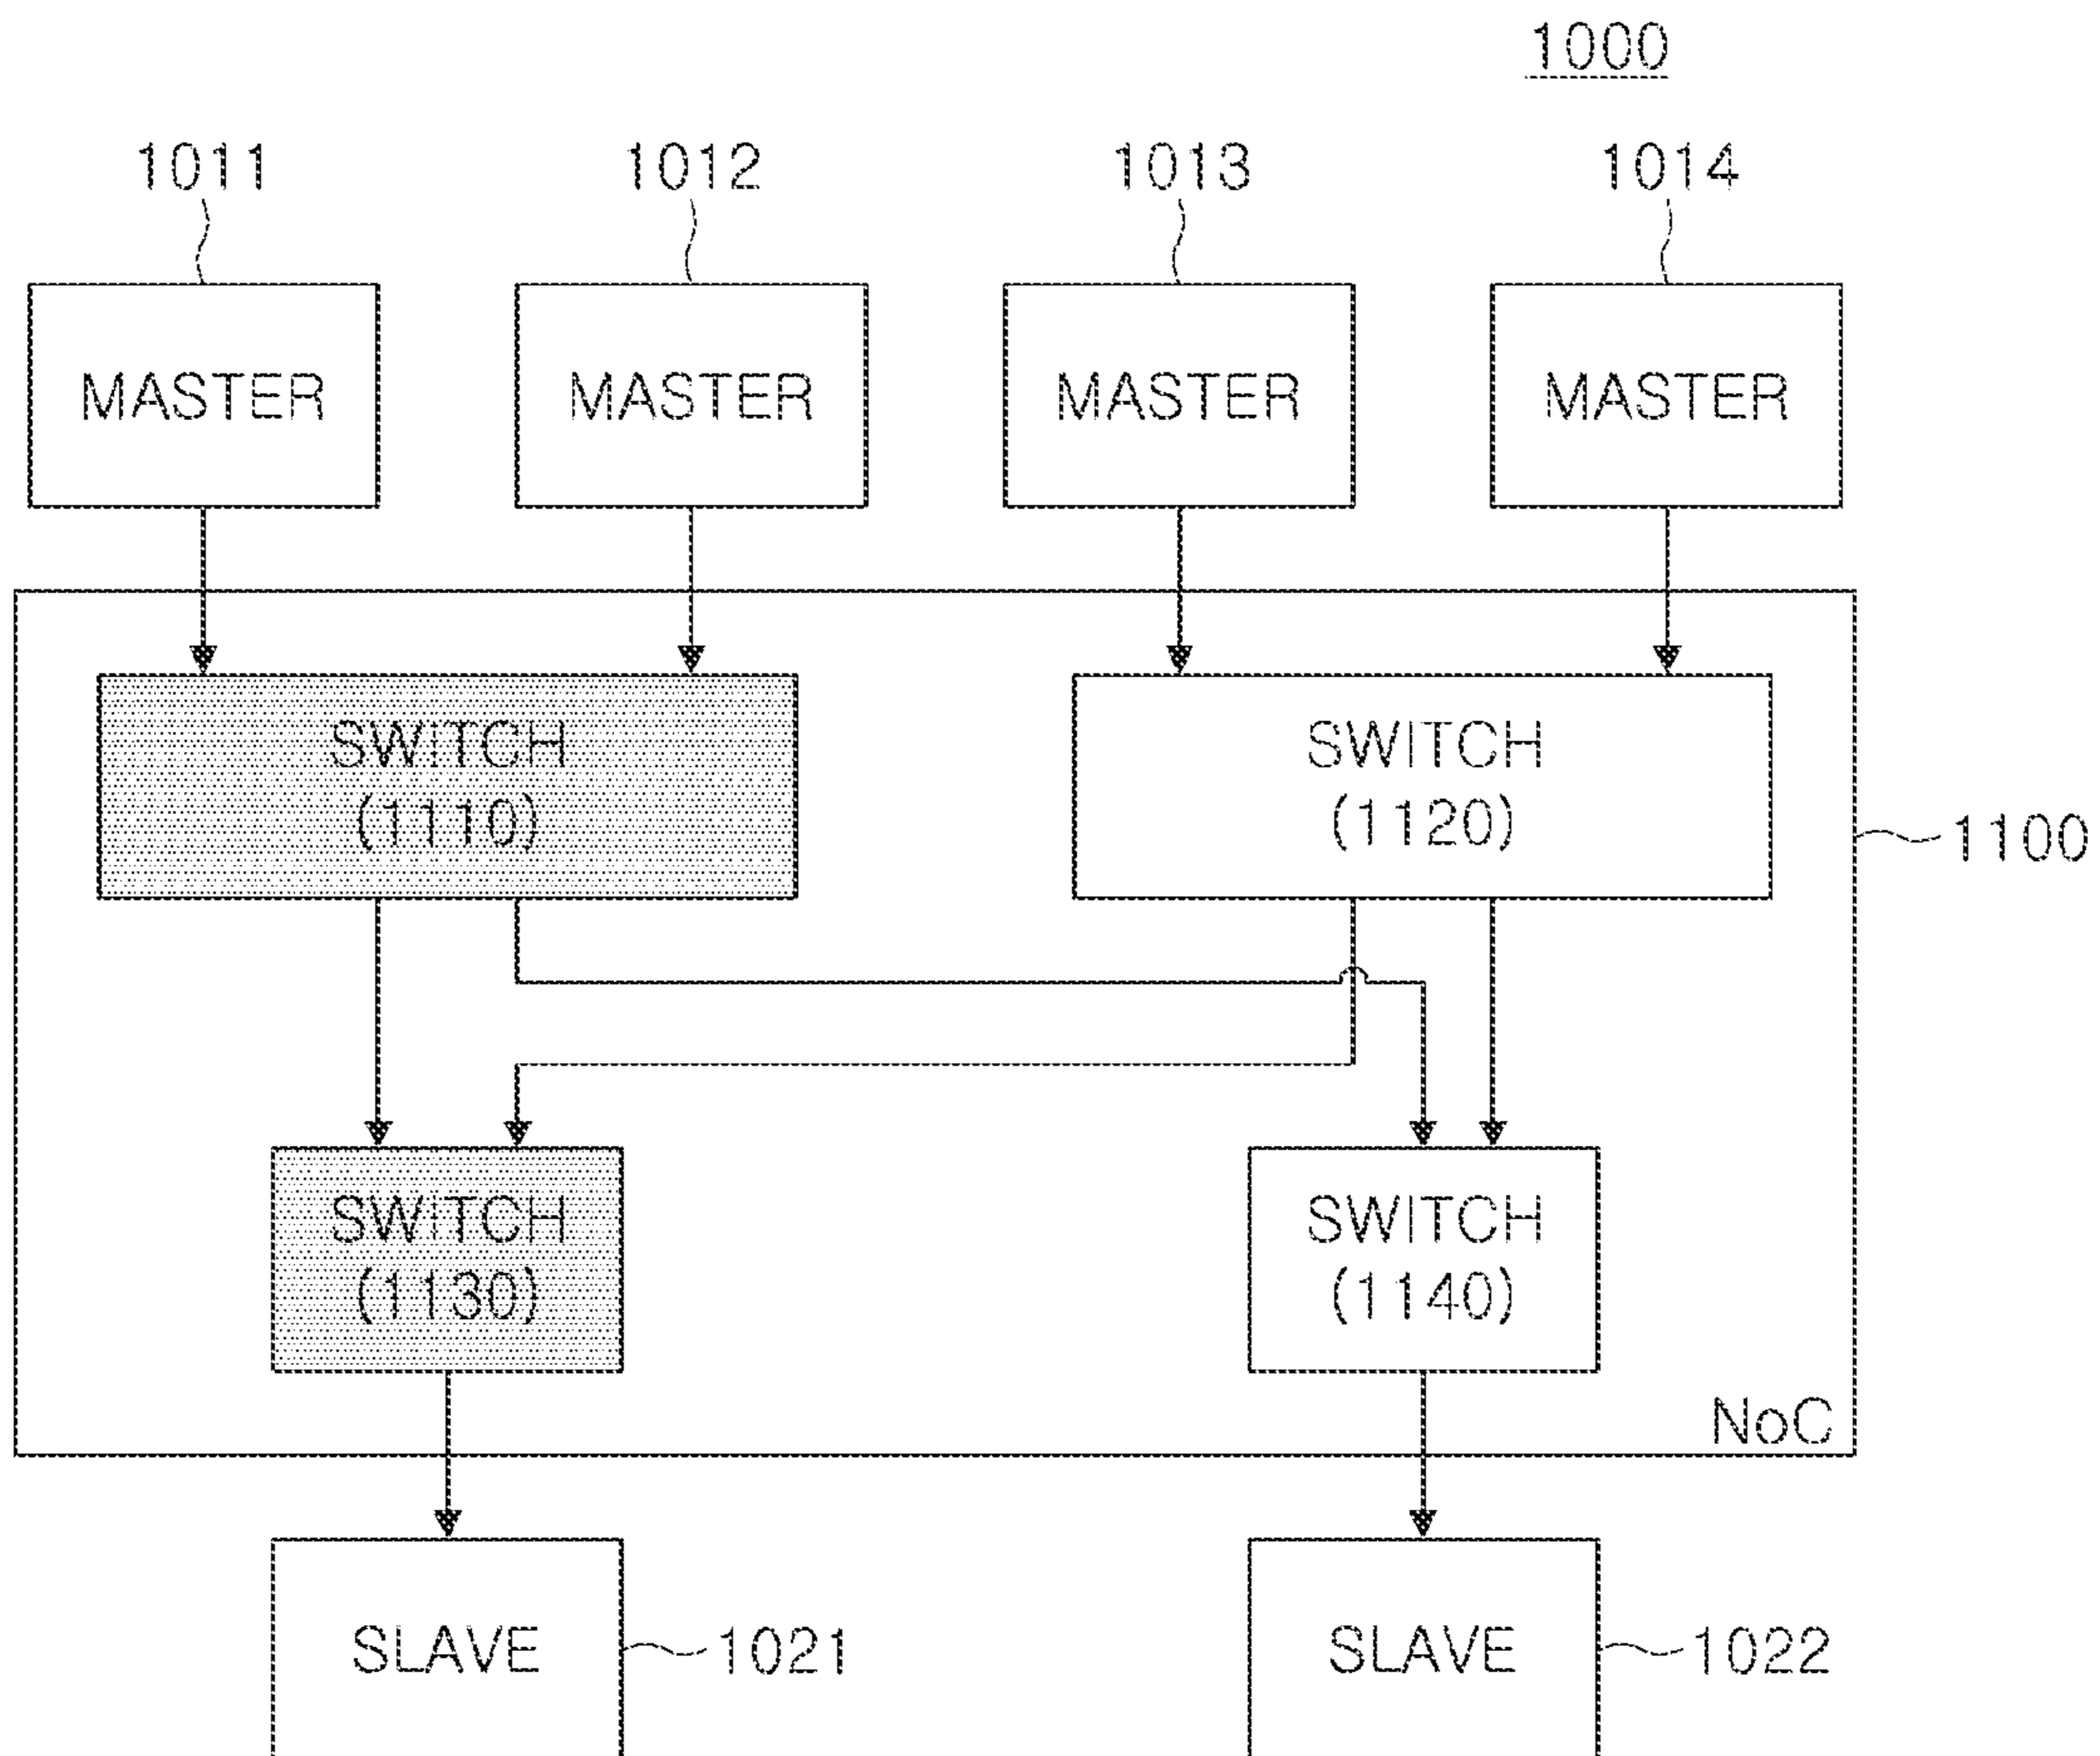 1000
1011 1012 1013 1014
MASTER MASTER MASTER MASTER
SWITCH SWITCH
(1110) (1120)
1100
SWITCH SWITCH
(1130) (1140)
NoC
SLAVE 1021 SLAVE 1022